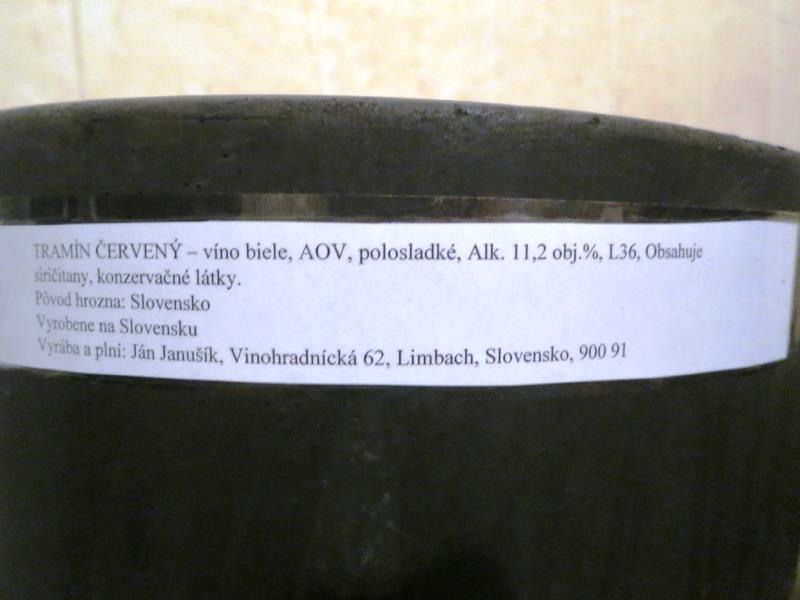 TRAMÍN ČERVENÝ – víno biele, AOV, polosladké, Alk. 11,2 obj.%, L36, Obsahuje
siričitany, konzervačné látky.
Pôvod hrozna: Slovensko
Vyrobene na Slovensku
Vyrába a plní: Ján Janušík, Vinohradnícká 62, Limbach, Slovensko, 900 91